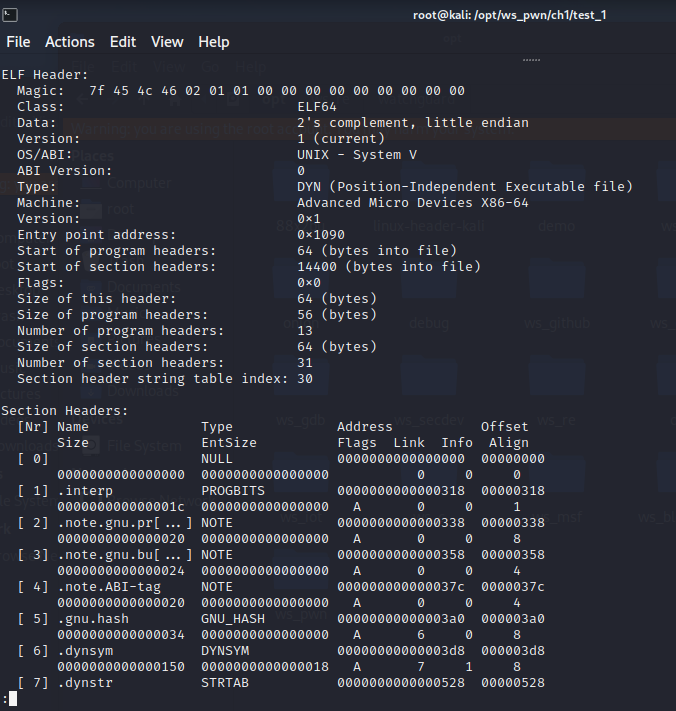 root@kali: /opt/ws_pwn/ch1/test_1
File Actions Edit View Help
ELF Header:
  Magic:   7f 45 4c 46 02 01 01 00 00 00 00 00 00 00 00 00
  Class:                             ELF64
  Data:                              2's complement, little endian
  Version:                           1 (current)
  OS/ABI:                            UNIX - System V
  ABI Version:                       0
  Type:                              DYN (Position-Independent Executable file)
  Machine:                           Advanced Micro Devices X86-64
  Version:                           0×1
  Entry point address:               0×1090
  Start of program headers:          64 (bytes into file)
  Start of section headers:          14400 (bytes into file)
  Flags:                             0×0
  Size of this header:               64 (bytes)
  Size of program headers:           56 (bytes)
  Number of program headers:         13
  Size of section headers:           64 (bytes)
  Number of section headers:         31
  Section header string table index: 30
Section Headers:
  [Nr] Name              Type             Address           Offset
       Size              EntSize          Flags  Link  Info  Align
  [ 0]                   NULL             0000000000000000  00000000
       0000000000000000  0000000000000000           0     0     0
  [ 1] .interp           PROGBITS         0000000000000318  00000318
       000000000000001c  0000000000000000   A       0     0     1
  [ 2] .note.gnu.pr[...] NOTE             0000000000000338  00000338
       0000000000000020  0000000000000000   A       0     0     8
  [ 3] .note.gnu.bu[...] NOTE             0000000000000358  00000358
       0000000000000024  0000000000000000   A       0     0     4
  [ 4] .note.ABI-tag     NOTE             000000000000037c  0000037c
       0000000000000020  0000000000000000   A       0     0     4
  [ 5] .gnu.hash         GNU_HASH         00000000000003a0  000003a0
       0000000000000034  0000000000000000   A       6     0     8
  [ 6] .dynsym           DYNSYM           00000000000003d8  000003d8
       0000000000000150  0000000000000018   A       7     1     8
  [ 7] .dynstr           STRTAB           0000000000000528  00000528
: